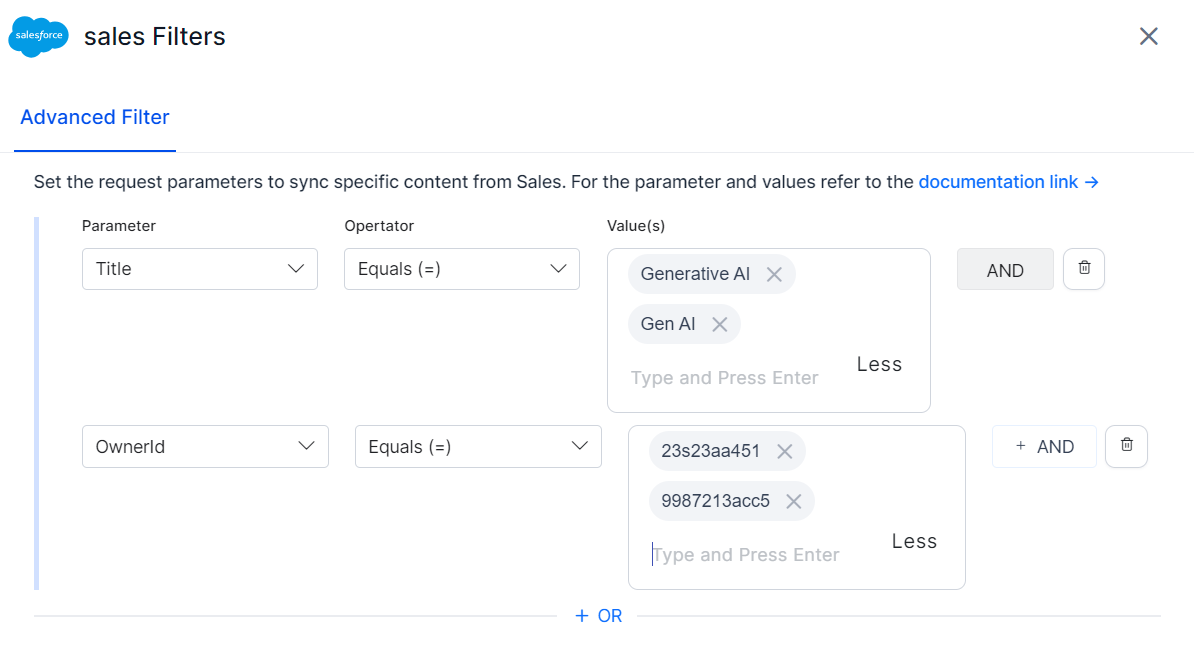 salesforce sales Filters
Advanced Filter
Set the request parameters to sync specific content from Sales. For the parameter and values refer to the documentation link →
Parameter Opertator Value(s)
Title Equals (=) Generative AI AND
Gen AI
Type and Press Enter Less
OwnerId Equals (=) 23s23aa451 + AND
9987213acc5
Type and Press Enter Less
+ OR